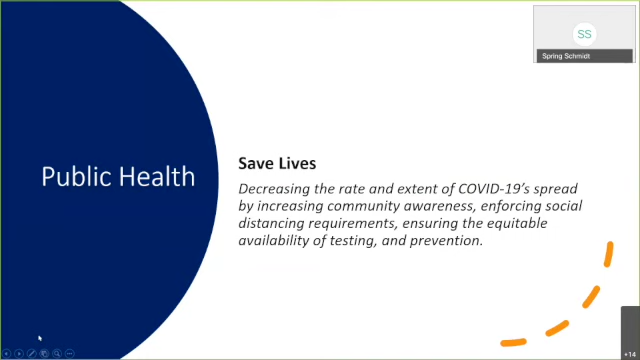 SS
Spring Schmidt
Public Health
Save Lives
Decreasing the rate and extent of COVID-19's spread
by increasing community awareness, enforcing social
distancing requirements, ensuring the equitable
availability of testing, and prevention.
+14